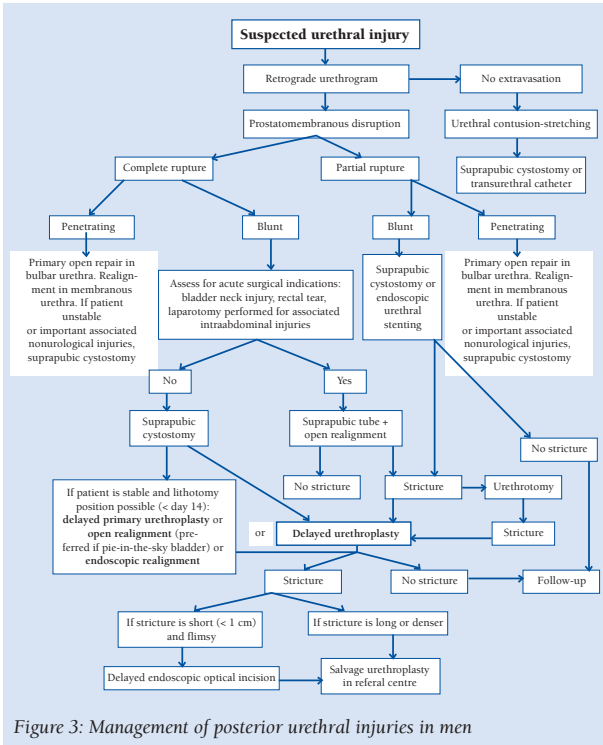 Suspected urethral injury
Retrograde urethrogram
No extravasation
Prostatomembranous disruption
Urethral contusion-stretching
Complete rupture
Partial rupture
Suprapubic cystostomy or
transurethral catheter
Penetrating
Blunt
Blunt
Penetrating
Primary open repair in
bulbar urethra. Realign-
ment in membranous
urethra. If patient
unstable
or important associated
nonurological injuries,
suprapubic cystostomy
Assess for acute surgical indications:
bladder neck injury, rectal tear,
laparotomy performed for associated
intraabdominal injuries
Suprapubic
cystostomy or
endoscopic
urethral
stenting
Primary open repair in
bulbar urethra. Realign-
ment in membranous
urethra. If patient
unstable
or important associated
nonurological injuries,
suprapubic cystostomy
No
Yes
Suprapubic
cystostomy
Suprapubic tube +
open realignment
No stricture
No stricture
Stricture
Urethrotomy
If patient is stable and lithotomy
position possible (< day 14):
delayed primary urethroplasty or
open realignment (pre-
ferred if pie-in-the-sky bladder) or
endoscopic realignment
or
Delayed urethroplasty
Stricture
Stricture
No stricture
Follow-up
If stricture is short (< 1 cm)
and flimsy
If stricture is long or denser
Delayed endoscopic optical incision
Salvage urethroplasty
in referal centre
Figure 3: Management of posterior urethral injuries in men